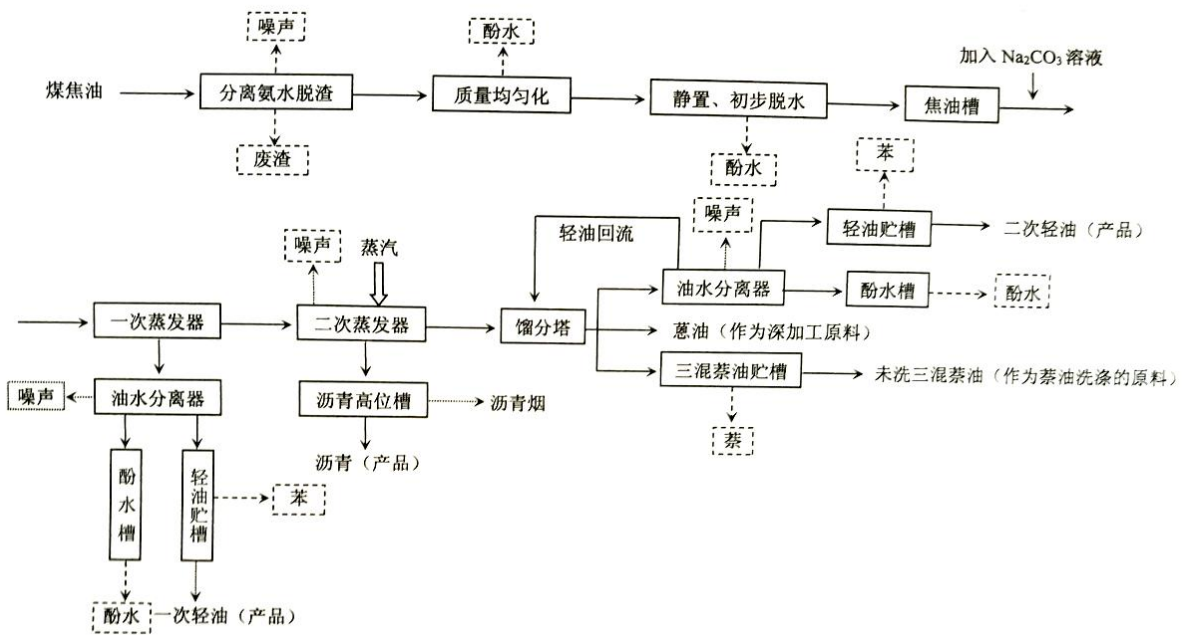 噪声
酚水
加入 Na₂CO₃ 溶液
煤焦油
分离氨水脱渣
质量均匀化
静置、初步脱水
焦油槽
废渣
酚水
苯
噪声
轻油回流
轻油贮槽
二次轻油（产品）
噪声
蒸汽
油水分离器
酚水槽
酚水
一次蒸发器
二次蒸发器
馏分塔
蒽油（作为深加工原料）
三混萘油贮槽
未洗三混萘油（作为萘油洗涤的原料）
噪声
油水分离器
沥青高位槽
沥青烟
萘
沥青（产品）
酚水槽
轻油贮槽
苯
酚水
一次轻油（产品）